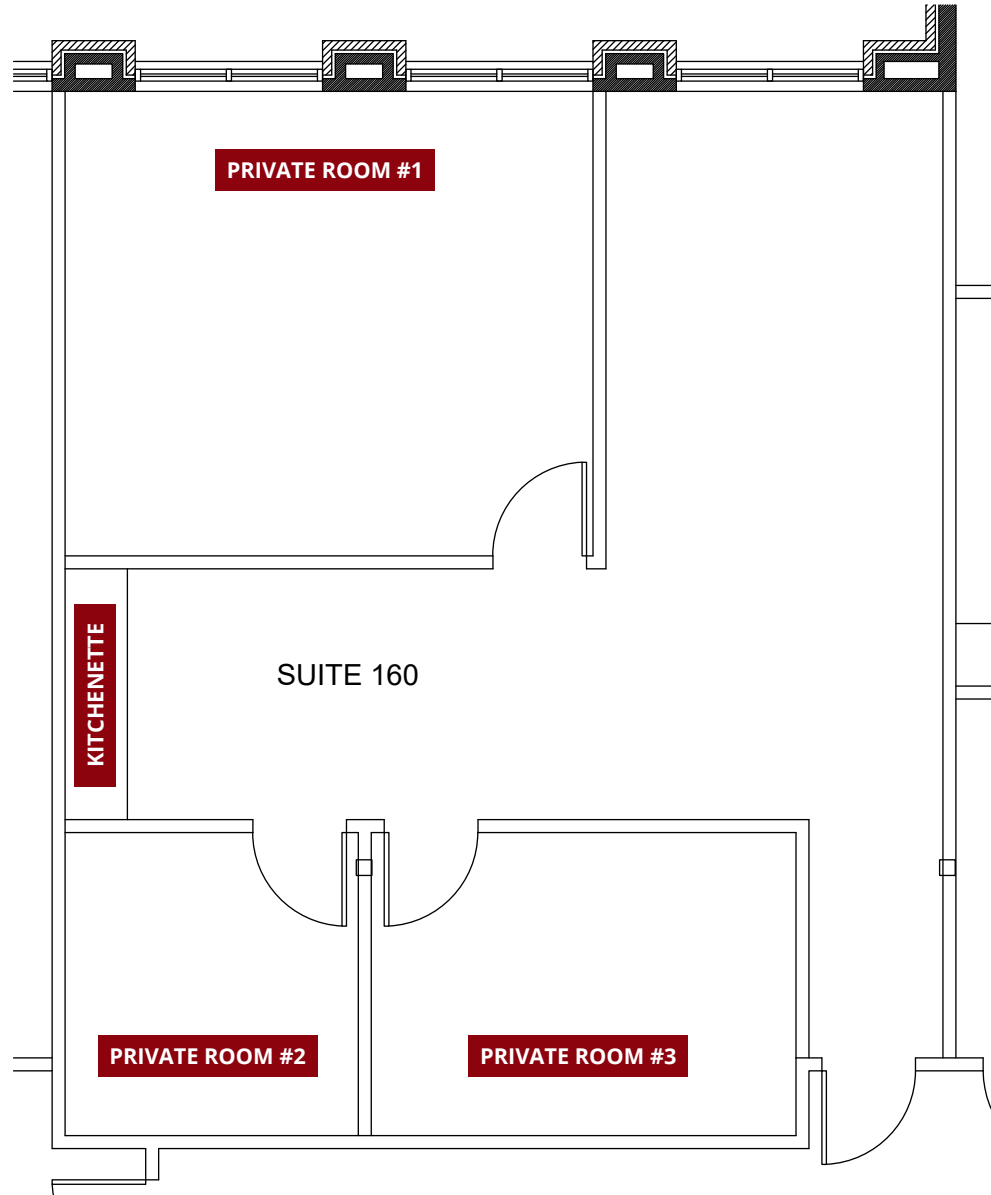 PRIVATE ROOM #1
KITCHENETTE
SUITE 160
PRIVATE ROOM #2
PRIVATE ROOM #3